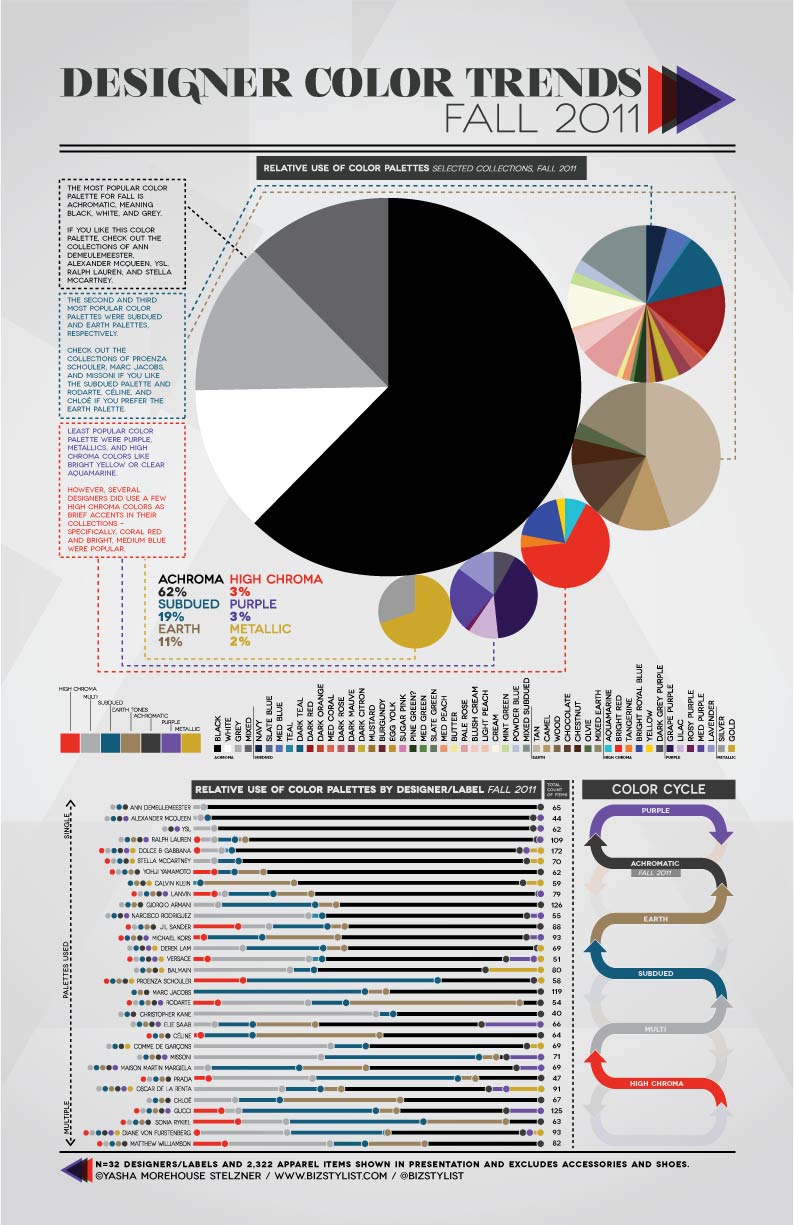 DESIGNER COLOR TRENDS
FALL 2011
RELATIVE USE OF COLOR PALETTES SELECTED COLLECTIONS, FALL 2011
THE MOST POPULAR COLOR
PALETTE FOR FALL IS
ACHROMATIC, MEANING
BLACK, WHITE, AND GREY.
IF YOU LIKE THIS COLOR
PALETTE, CHECK OUT THE
COLLECTIONS OF ANN
DEMEULEMEESTER,
ALEXANDER MCQUEEN, YSL,
RALPH LAUREN, AND STELLA
MCCARTNEY.
THE SECOND AND THIRD
MOST POPULAR COLOR
PALETTES WERE SUBDUED
AND EARTH PALETTES,
RESPECTIVELY.
CHECK OUT THE
COLLECTIONS OF PROENZA
SCHOULER, MARC JACOBS,
AND MISSONI IF YOU LIKE
THE SUBDUED PALETTE AND
RODARTE, CÉLINE, AND
CHLOÉ IF YOU PREFER THE
EARTH PALETTE.
LEAST POPULAR COLOR
PALETTE WERE PURPLE,
METALLICS, AND HIGH
CHROMA COLORS LIKE
BRIGHT YELLOW OR CLEAR
AQUAMARINE.
HOWEVER, SEVERAL
DESIGNERS DID USE A FEW
HIGH CHROMA COLORS AS
BRIEF ACCENTS IN THEIR
COLLECTIONS –
SPECIFICALLY, CORAL RED
AND BRIGHT, MEDIUM BLUE
WERE POPULAR.
ACHROMA HIGH CHROMA
62% 3%
SUBDUED PURPLE
19% 3%
EARTH METALLIC
11% 2%
HIGH CHROMA
MULTI
SUBDUED
EARTH TONES
ACHROMATIC
PURPLE
METALLIC
BLACK
WHITE
GREY
MIXED
NAVY
SLATE BLUE
MED BLUE
TEAL
DARK TEAL
DARK RED
DARK ORANGE
MED CORAL
DARK ROSE
DARK MAUVE
DARK CITRON
MUSTARD
BURGUNDY
EGG YOLK
SUGAR PINK
PINE GREEN?
MED GREEN
SLATE GREEN
MED PEACH
BUTTER
PALE ROSE
BLUSH CREAM
LIGHT PEACH
CREAM
MINT GREEN
POWDER BLUE
MIXED SUBDUED
TAN
CAMEL
WOOD
CHOCOLATE
CHESTNUT
OLIVE
MIXED EARTH
AQUAMARINE
BRIGHT RED
TANGERINE
BRIGHT ROYAL BLUE
YELLOW
DARK GREY PURPLE
GRAPE PURPLE
LILAC
ROSY PURPLE
MED PURPLE
LAVENDER
SILVER
GOLD
ACHROMA SUBDUED EARTH HIGH CHROMA PURPLE METALLIC
RELATIVE USE OF COLOR PALETTES BY DESIGNER/LABEL FALL 2011
TOTAL
COUNT
OF ITEMS
SINGLE
PALETTES USED
MULTIPLE
ANN DEMEULEMEESTER 65
ALEXANDER MCQUEEN 44
YSL 62
RALPH LAUREN 109
DOLCE & GABBANA 172
STELLA MCCARTNEY 70
YOHJI YAMAMOTO 62
CALVIN KLEIN 59
LANVIN 79
GIORGIO ARMANI 126
NARCISCO RODRIGUEZ 55
JIL SANDER 88
MICHAEL KORS 93
DEREK LAM 69
VERSACE 51
BALMAIN 80
PROENZA SCHOULER 58
MARC JACOBS 119
RODARTE 54
CHRISTOPHER KANE 40
ELIE SAAB 66
CÉLINE 64
COMME DE GARÇONS 69
MISSONI 71
MAISON MARTIN MARGIELA 69
PRADA 47
OSCAR DE LA RENTA 91
CHLOÉ 67
GUCCI 125
SONIA RYKIEL 63
DIANE VON FURSTENBERG 93
MATTHEW WILLIAMSON 82
COLOR CYCLE
PURPLE
ACHROMATIC
FALL 2011
EARTH
SUBDUED
MULTI
HIGH CHROMA
N=32 DESIGNERS/LABELS AND 2,322 APPAREL ITEMS SHOWN IN PRESENTATION AND EXCLUDES ACCESSORIES AND SHOES.
©YASHA MOREHOUSE STELZNER / WWW.BIZSTYLIST.COM / @BIZSTYLIST